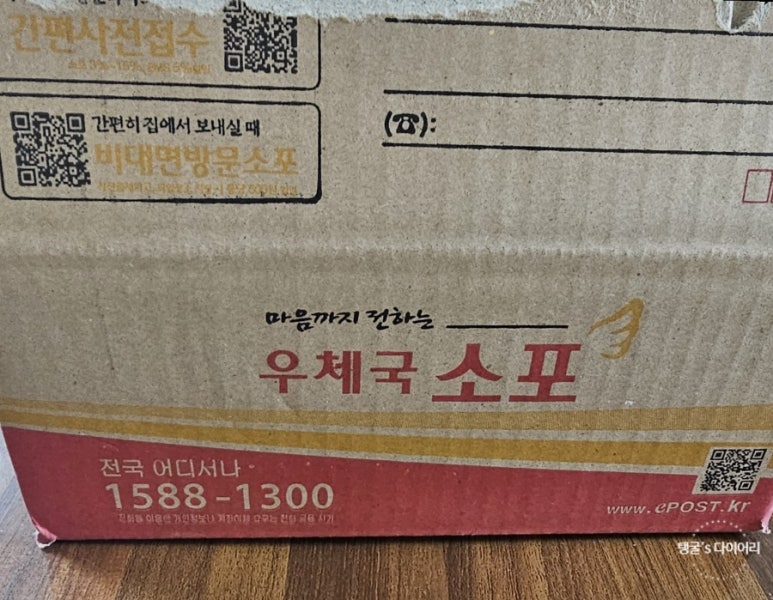 간편사전접수
간편히 집에서 보내실 때
비대면방문소포
(☎):
마음까지 전하는
우체국 소포
전국 어디서나
1588-1300
www.ePOST.kr
탱굴's 다이어리